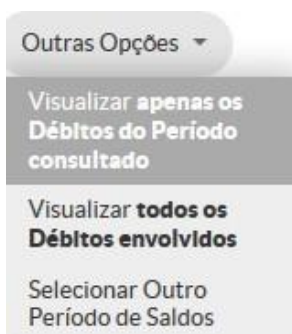 Outras Opções
Visualizar apenas os
Débitos do Período
consultado
Visualizar todos os
Débitos envolvidos
Selecionar Outro
Período de Saldos